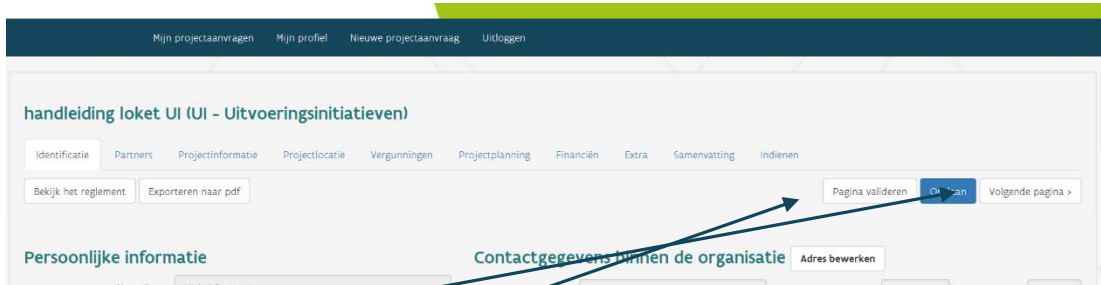 Mijn projectaanvragen Mijn profiel Nieuwe projectaanvraag Uitloggen
handleiding loket UI (UI - Uitvoeringsinitiatieven)
Identificatie Partners Projectinformatie Projectlocatie Vergunningen Projectplanning Financiën Extra Samenvatting Indienen
Bekijk het reglement Exporteren naar pdf Pagina valideren Volgende pagina >
Persoonlijke informatie Contactgegevens binnen de organisatie Adres bewerken